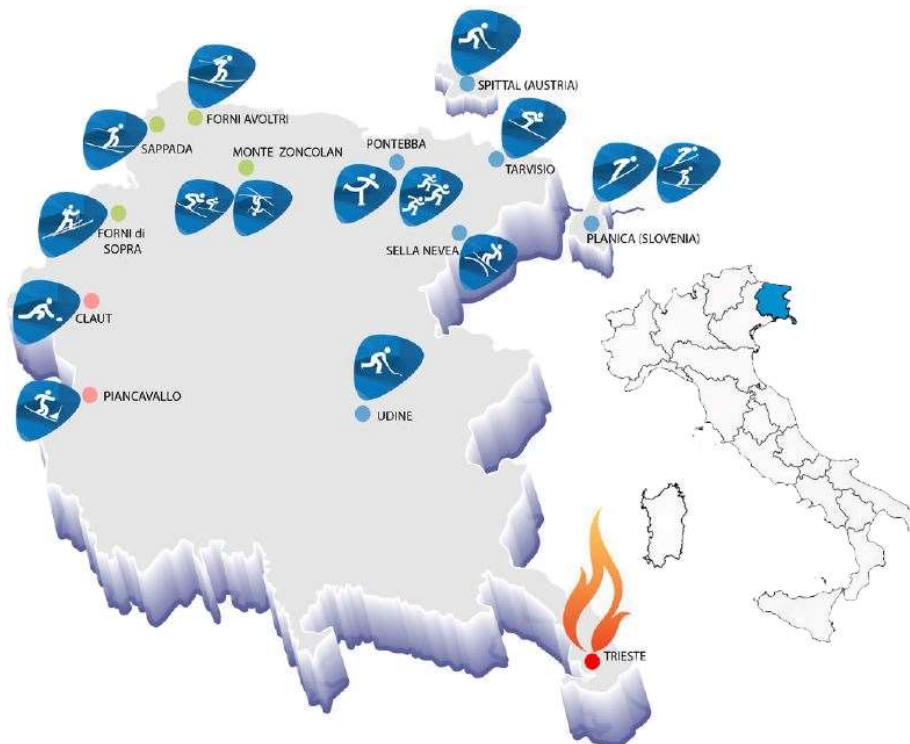 SPITTAL (AUSTRIA)
FORNI AVOLTRI
SAPPADA
MONTE ZONCOLAN
PONTEBBA
TARVISIO
FORNI di
SOPRA
SELLA NEVEA
PLANICA (SLOVENIA)
CLAUT
PIANCAVALLO
UDINE
TRIESTE